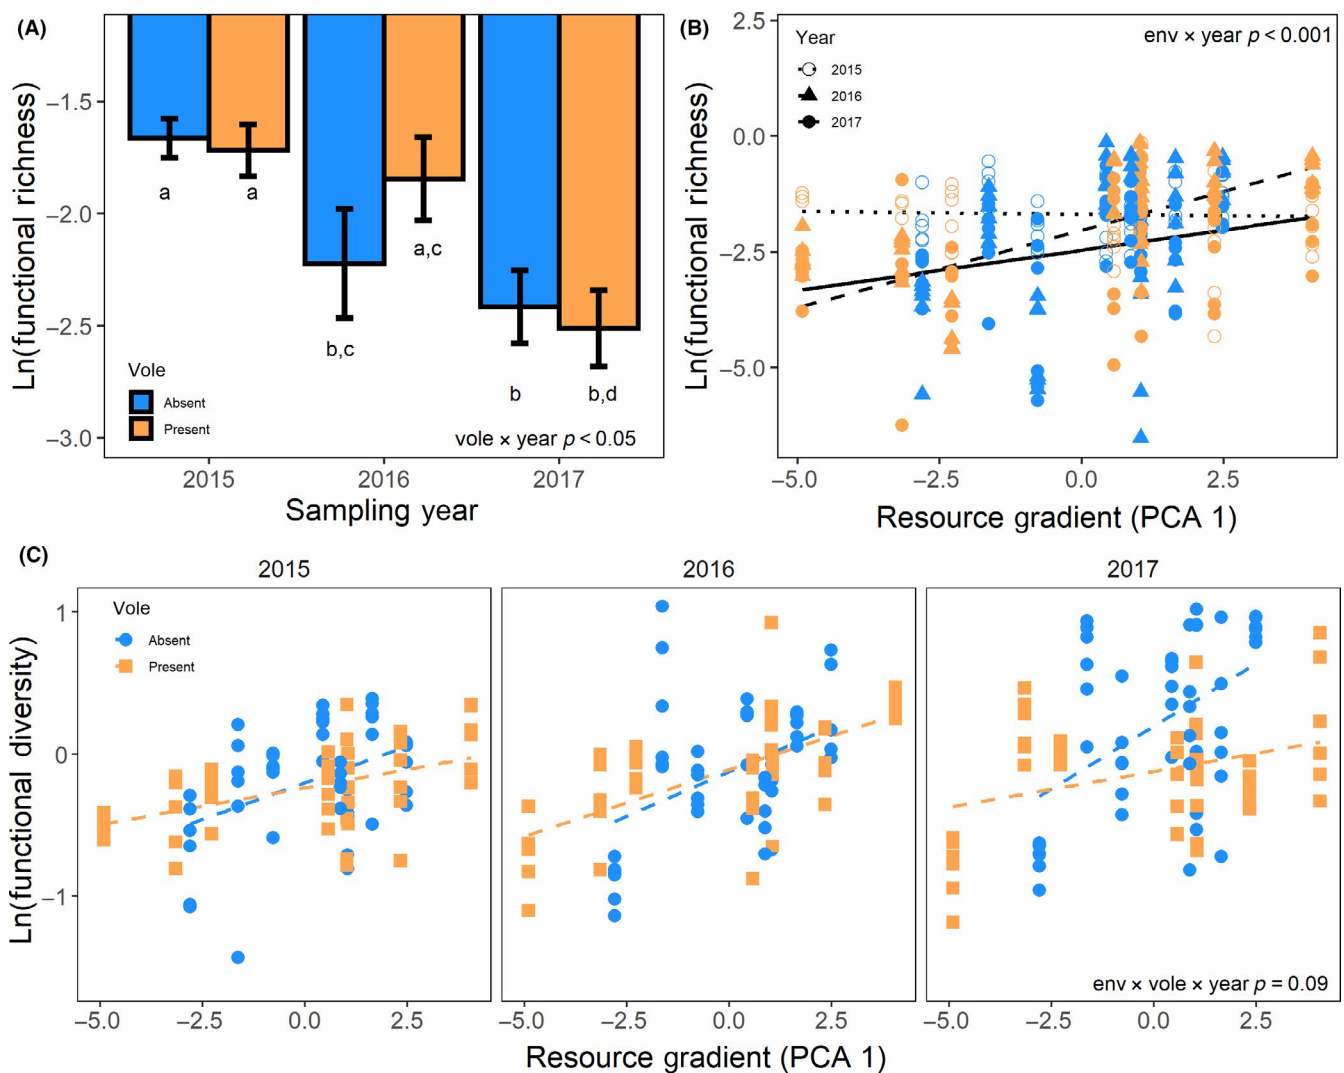 (A)
Ln(functional richness)
−1.5
−2.0
−2.5
−3.0
a
a
b,c
a,c
b
b,d
Vole
Absent
Present
vole × year p < 0.05
2015
2016
2017
Sampling year
(B)
Ln(functional richness)
2.5
0.0
−2.5
−5.0
Year
2015
2016
2017
env × year p < 0.001
−5.0
−2.5
0.0
2.5
Resource gradient (PCA 1)
(C)
Ln(functional diversity)
1
0
−1
2015
Vole
Absent
Present
−5.0
−2.5
0.0
2.5
2016
−5.0
−2.5
0.0
2.5
2017
env × vole × year p = 0.09
−5.0
−2.5
0.0
2.5
Resource gradient (PCA 1)